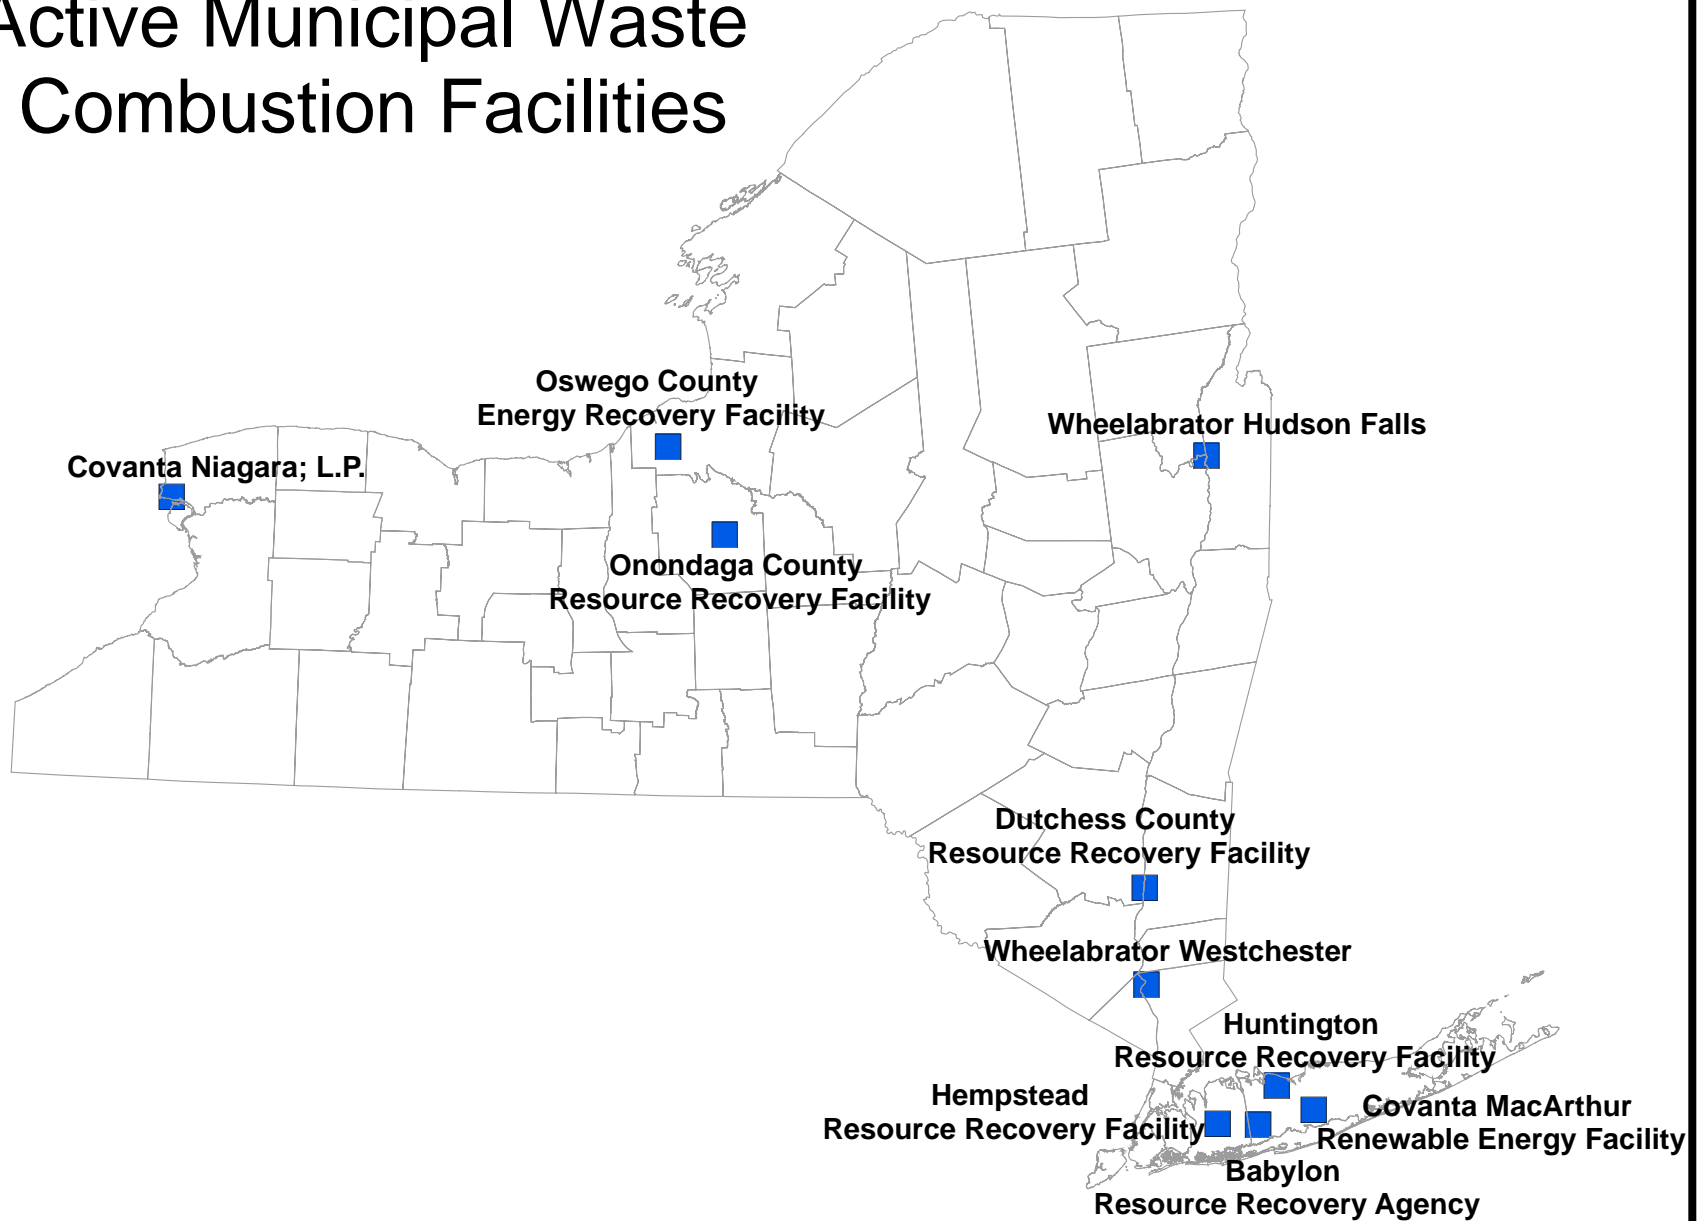 Active Municipal Waste
Combustion Facilities
Oswego County
Energy Recovery Facility
Wheelabrator Hudson Falls
Covanta Niagara; L.P.
Onondaga County
Resource Recovery Facility
Dutchess County
Resource Recovery Facility
Wheelabrator Westchester
Huntington
Resource Recovery Facility
Hempstead
Resource Recovery Facility
Covanta MacArthur
Renewable Energy Facility
Babylon
Resource Recovery Agency